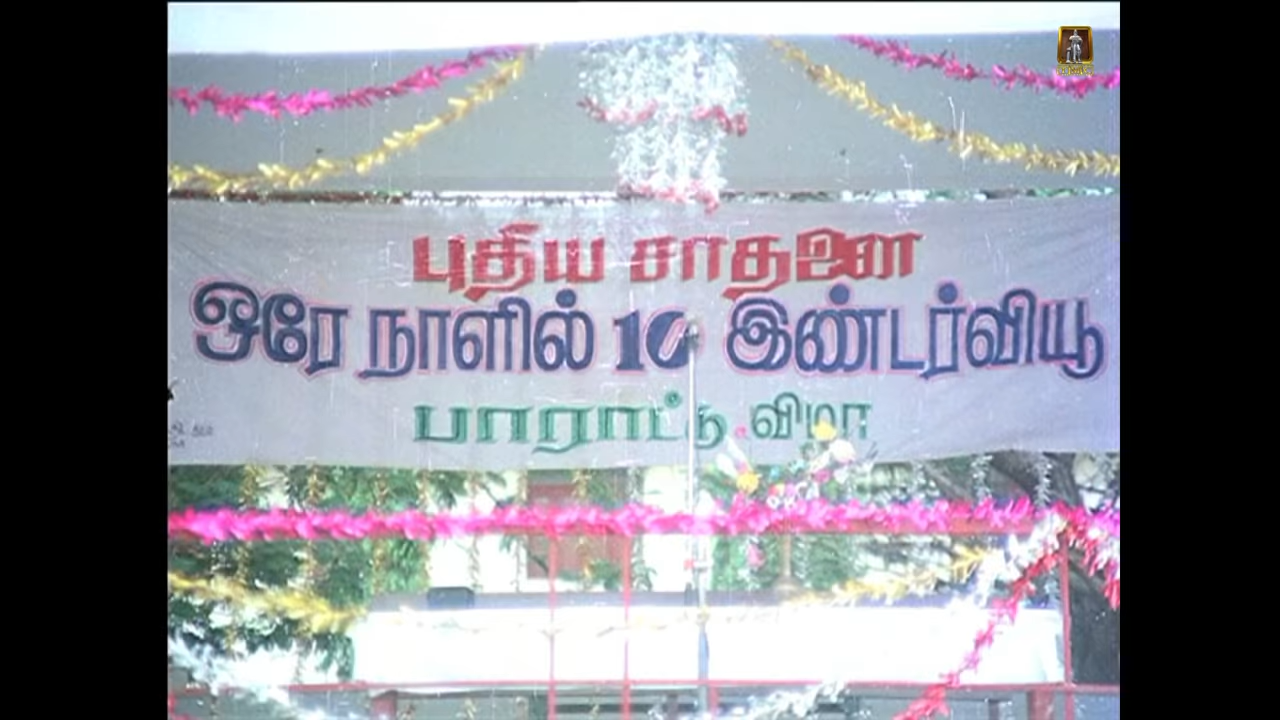 புதிய சாதனை
ஒரே நாளில் 10 இண்டர்வியூ
பாராட்டு விழா